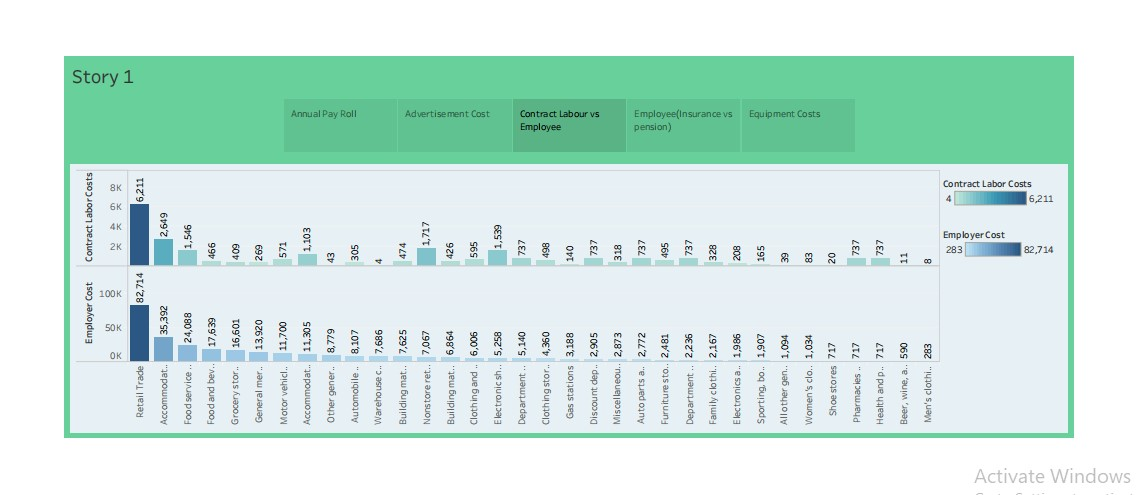 Story 1
Annual Pay Roll
Advertisement Cost
Contract Labour vs
Employee
Employee(Insurance vs
pension)
Equipment Costs
Contract Labor Costs
8K
6K
4K
2K
6,211
2,649
1,546
466
409
269
571
1,103
43
305
4
474
1,717
426
595
1,539
737
498
140
737
318
737
495
737
328
208
165
39
83
20
737
737
11
8
Employer Cost
100K
50K
0K
82,714
35,392
24,088
17,639
16,601
13,920
11,700
11,305
8,779
8,107
7,686
7,625
7,067
6,864
6,006
5,258
5,140
4,360
3,188
2,905
2,873
2,772
2,481
2,236
2,167
1,986
1,907
1,094
1,034
717
717
717
590
283
Retail Trade
Accommodat..
Food service ..
Food and bev..
Grocery stor..
General mer..
Motor vehicl..
Accommodat..
Other gener..
Automobile ..
Warehouse c..
Building mat..
Nonstore ret..
Building mat..
Clothing and ..
Electronic sh..
Department ..
Clothing stor..
Gas stations
Discount dep..
Miscellaneou..
Auto parts a..
Furniture sto..
Department ..
Family clothi..
Electronics a..
Sporting, bo..
All other gen..
Women's clo..
Shoe stores
Pharmacies ..
Health and p..
Beer, wine, a..
Men's clothi..
Contract Labor Costs
4 6,211
Employer Cost
283 82,714
Activate Windows